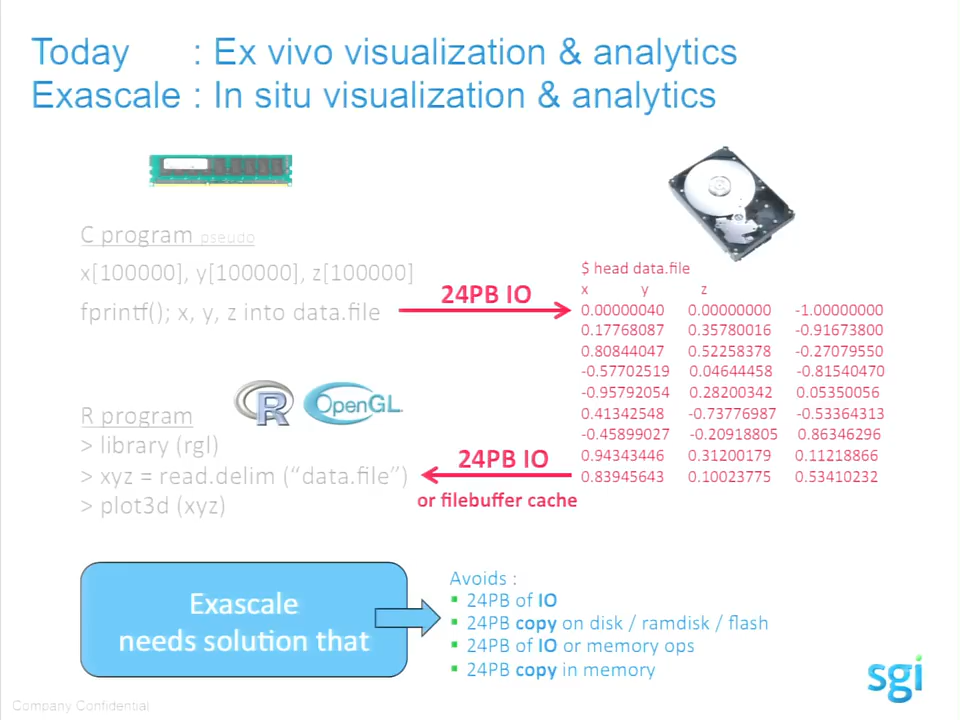 Today : Ex vivo visualization & analytics
Exascale : In situ visualization & analytics
C program pseudo
x[100000], y[100000], z[100000]
fprintf(); x, y, z into data.file
24PB IO
$ head data.file
x y z
0.00000040 0.00000000 -1.00000000
0.17768087 0.35780016 -0.91673800
0.80844047 0.52258378 -0.27079550
-0.57702519 0.04644458 -0.81540470
-0.95792054 0.28200342 0.05350056
0.41342548 -0.73776987 -0.53364313
-0.45899027 -0.20918805 0.86346296
0.94343446 0.31200179 0.11218866
0.83945643 0.10023775 0.53410232
R OpenGL.
R program
> library (rgl)
> xyz = read.delim (“data.file”)
> plot3d (xyz)
24PB IO
or filebuffer cache
Exascale
needs solution that
Avoids :
▪ 24PB of IO
▪ 24PB copy on disk / ramdisk / flash
▪ 24PB of IO or memory ops
▪ 24PB copy in memory
sgi
Company Confidential